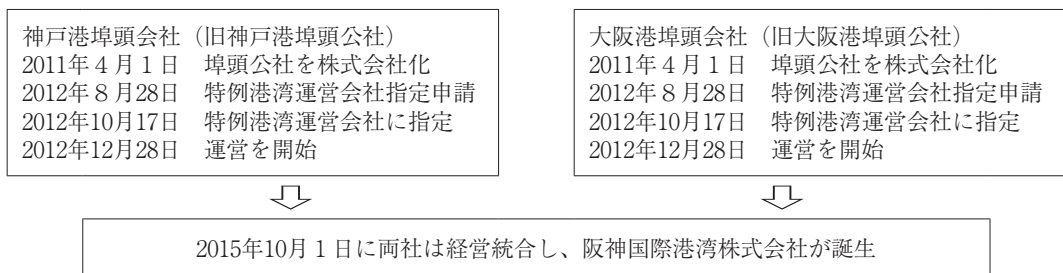 神戸港埠頭会社（旧神戸港埠頭公社）
2011年４月１日　埠頭公社を株式会社化
2012年８月28日　特例港湾運営会社指定申請
2012年10月17日　特例港湾運営会社に指定
2012年12月28日　運営を開始
大阪港埠頭会社（旧大阪港埠頭公社）
2011年４月１日　埠頭公社を株式会社化
2012年８月28日　特例港湾運営会社指定申請
2012年10月17日　特例港湾運営会社に指定
2012年12月28日　運営を開始
2015年10月１日に両社は経営統合し、阪神国際港湾株式会社が誕生